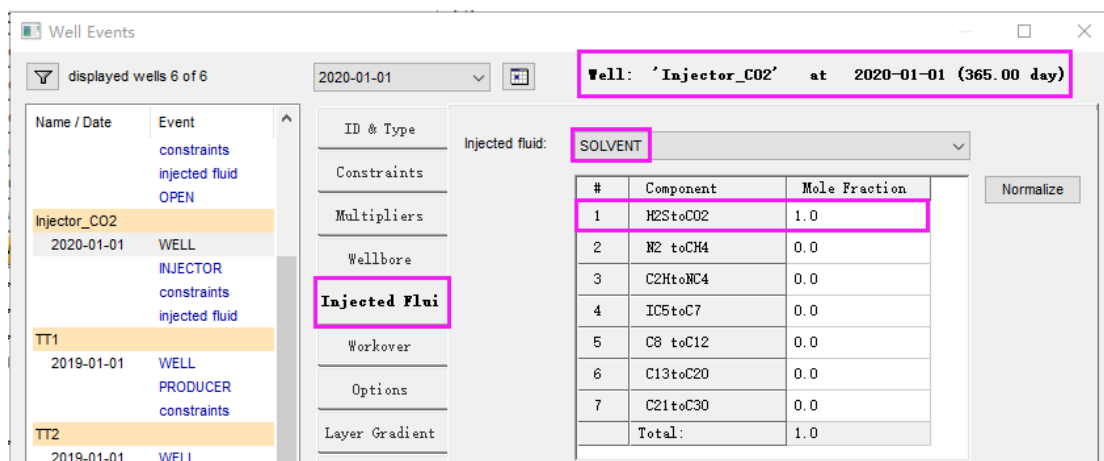 Well Events
displayed wells 6 of 6
2020-01-01
Well: 'Injector_CO2' at 2020-01-01 (365.00 day)
Name / Date Event
constraints
injected fluid
OPEN
Injector_CO2
2020-01-01 WELL
INJECTOR
constraints
injected fluid
TT1
2019-01-01 WELL
PRODUCER
constraints
TT2
2019-01-01 WELL
ID & Type
Constraints
Multipliers
Wellbore
Injected Flui
Workover
Options
Layer Gradient
Injected fluid: SOLVENT
# Component Mole Fraction
1 H2StoCO2 1.0
2 N2 toCH4 0.0
3 C2HtoNC4 0.0
4 IC5toC7 0.0
5 C8 toC12 0.0
6 C13toC20 0.0
7 C21toC30 0.0
Total: 1.0
Normalize